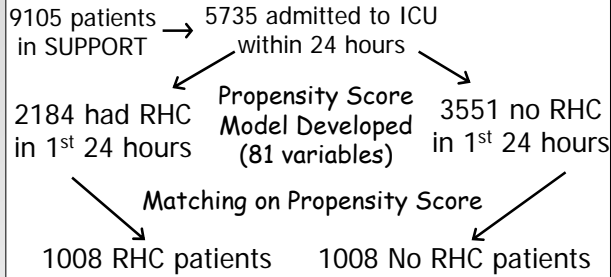 9105 patients
in SUPPORT
5735 admitted to ICU
within 24 hours
2184 had RHC
in 1st 24 hours
Propensity Score
Model Developed
(81 variables)
3551 no RHC
in 1st 24 hours
Matching on Propensity Score
1008 RHC patients
1008 No RHC patients